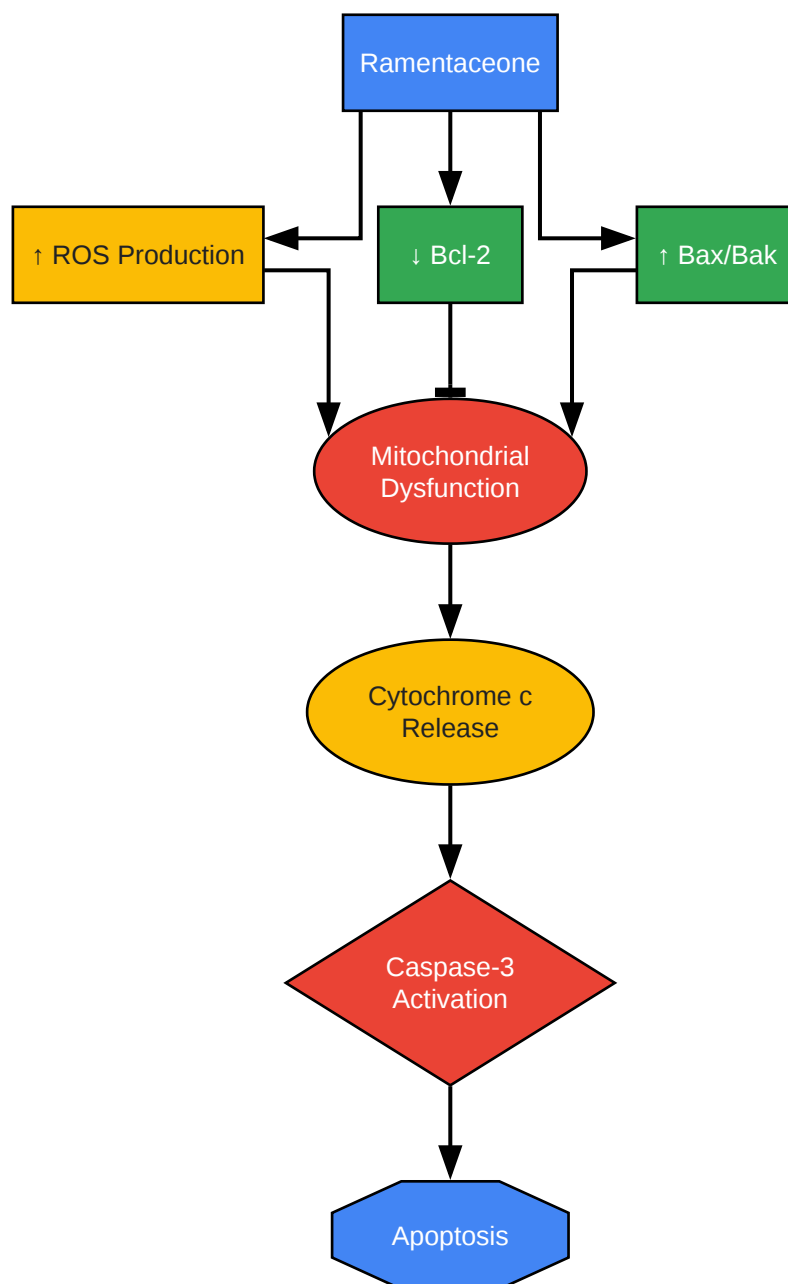 Ramentaceone
↑ ROS Production
↓ Bcl-2
↑ Bax/Bak
Mitochondrial
Dysfunction
Cytochrome c
Release
Caspase-3
Activation
Apoptosis